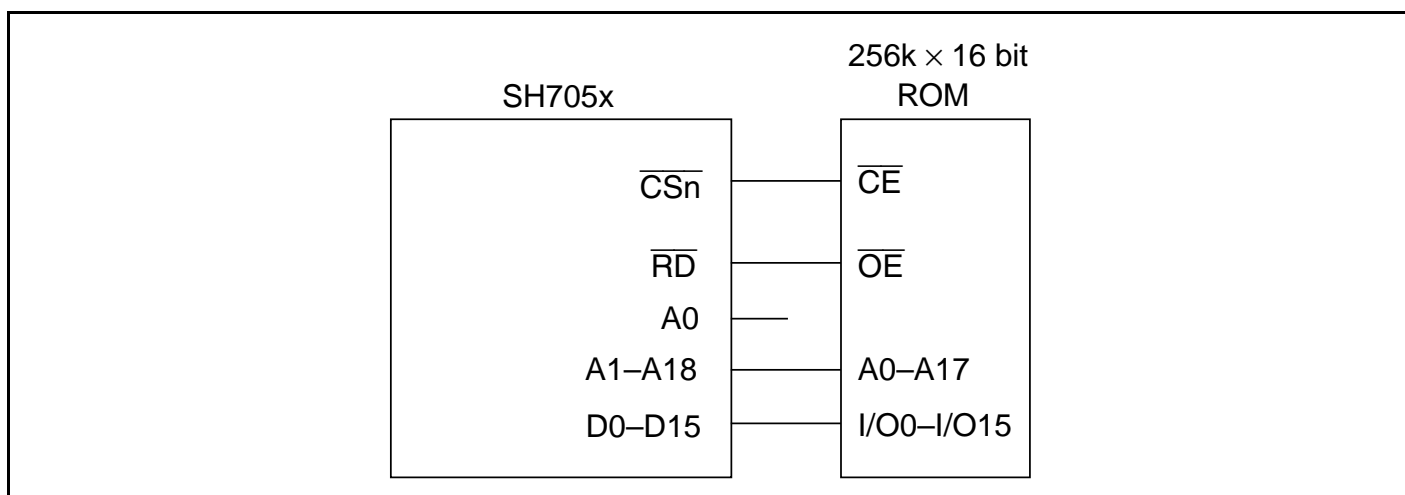 256k × 16 bit
SH705x
ROM
CSn
CE
RD
OE
A0
A1–A18
A0–A17
D0–D15
I/O0–I/O15